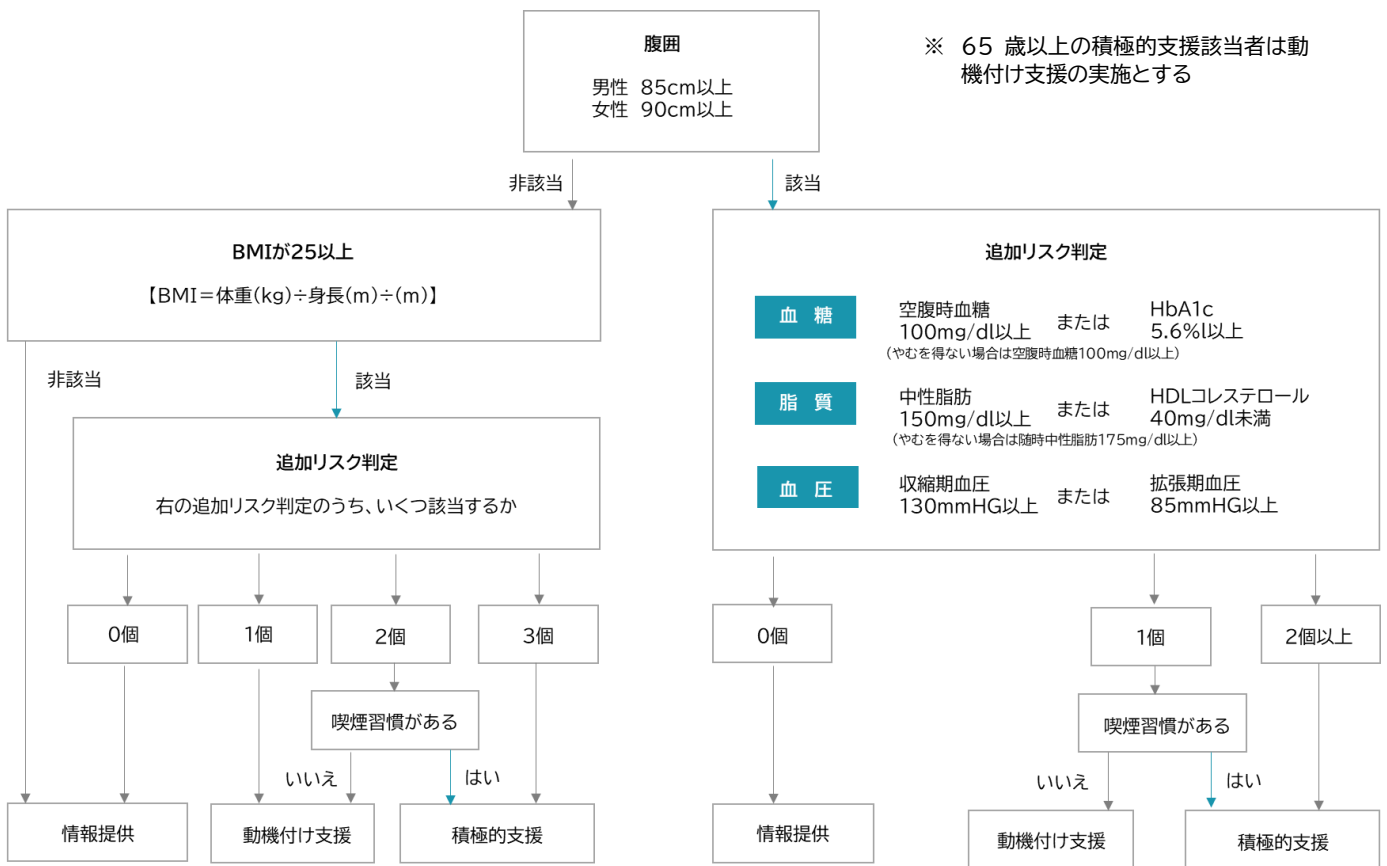 腹囲
男性 85cm以上
女性 90cm以上
※ 65 歳以上の積極的支援該当者は動
機付け支援の実施とする
非該当
該当
BMIが25以上
【BMI=体重(kg)÷身長(m)÷(m)】
非該当
該当
追加リスク判定
右の追加リスク判定のうち、いくつ該当するか
追加リスク判定
血 糖
空腹時血糖
100mg/dl以上
または
HbA1c
5.6%l以上
(やむを得ない場合は空腹時血糖100mg/dl以上)
脂 質
中性脂肪
150mg/dl以上
または
HDLコレステロール
40mg/dl未満
(やむを得ない場合は随時中性脂肪175mg/dl以上)
血 圧
収縮期血圧
130mmHG以上
または
拡張期血圧
85mmHG以上
0個
1個
2個
3個
喫煙習慣がある
いいえ
はい
情報提供
動機付け支援
積極的支援
0個
1個
2個以上
喫煙習慣がある
いいえ
はい
情報提供
動機付け支援
積極的支援